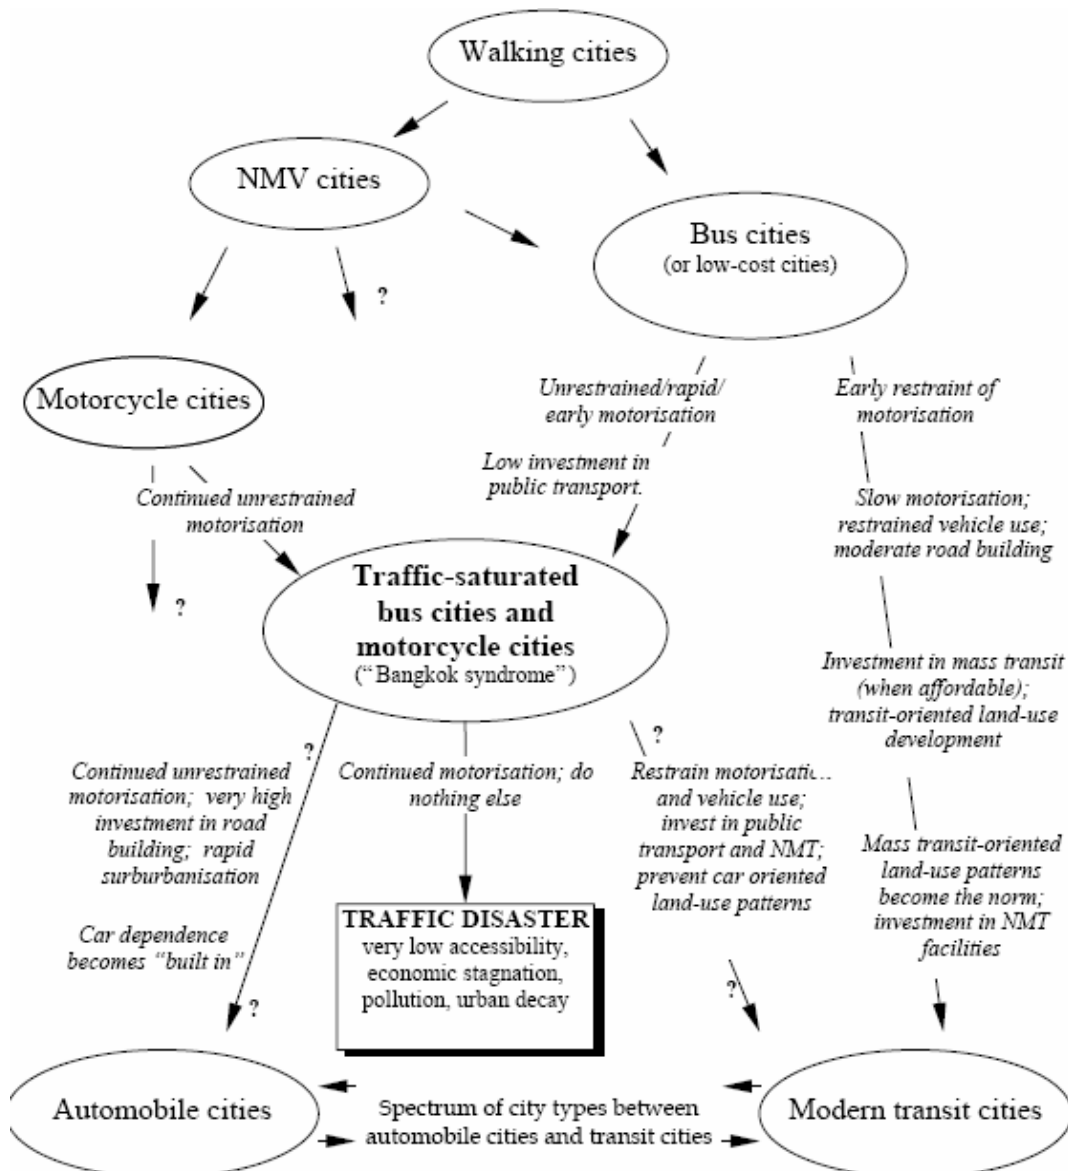 Walking cities
NMV cities
Bus cities
(or low-cost cities)
?
Motorcycle cities
Unrestrained/rapid/
early motorisation
Early restraint of
motorisation
Low investment in
public transport.
Continued unrestrained
motorisation
Slow motorisation;
restrained vehicle use;
moderate road building
?
Traffic-saturated
bus cities and
motorcycle cities
(“Bangkok syndrome”)
Investment in mass transit
(when affordable);
transit-oriented land-use
development
?
?
Continued unrestrained
motorisation; very high
investment in road
building; rapid
surburbanisation
Continued motorisation; do
nothing else
Restrain motorisatic..
and vehicle use;
invest in public
transport and NMT;
prevent car oriented
land-use patterns
Mass transit-oriented
land-use patterns
become the norm;
investment in NMT
facilities
Car dependence
becomes “built in”
TRAFFIC DISASTER
very low accessibility,
economic stagnation,
pollution, urban decay
?
?
Automobile cities
Spectrum of city types between
automobile cities and transit cities
Modern transit cities